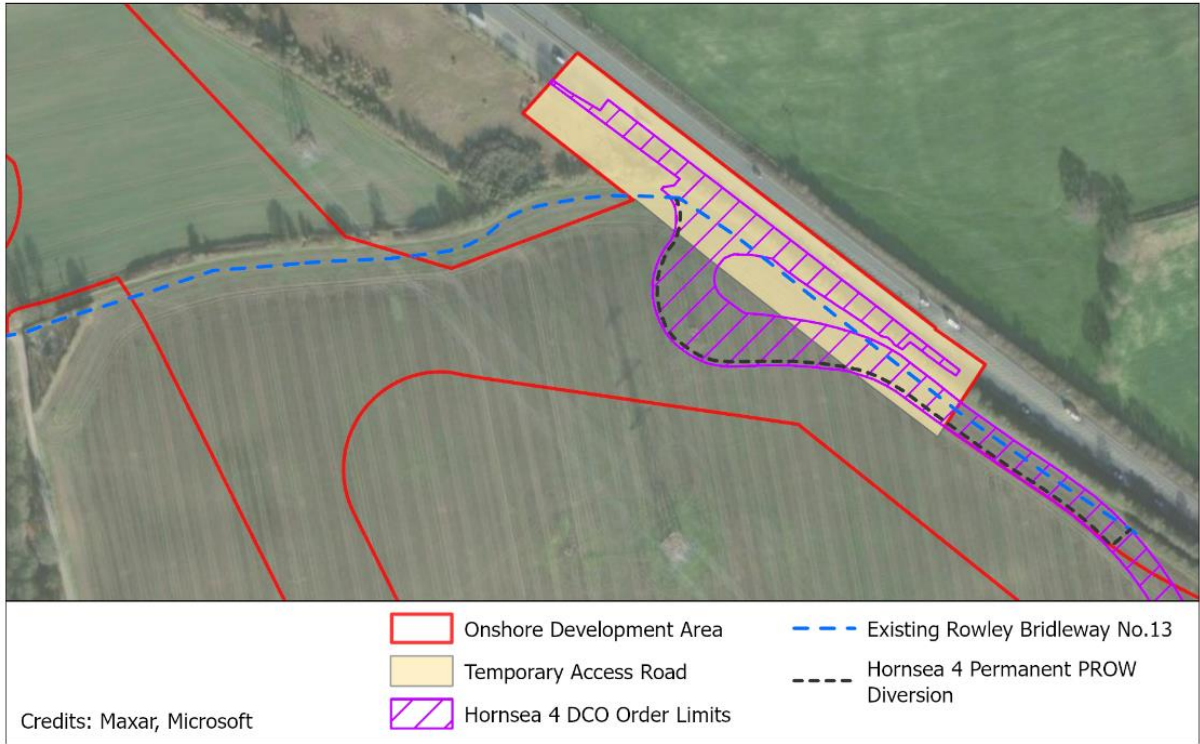 Onshore Development Area
Temporary Access Road
Hornsea 4 DCO Order Limits
Existing Rowley Bridleway No.13
Hornsea 4 Permanent PROW
Diversion
Credits: Maxar, Microsoft